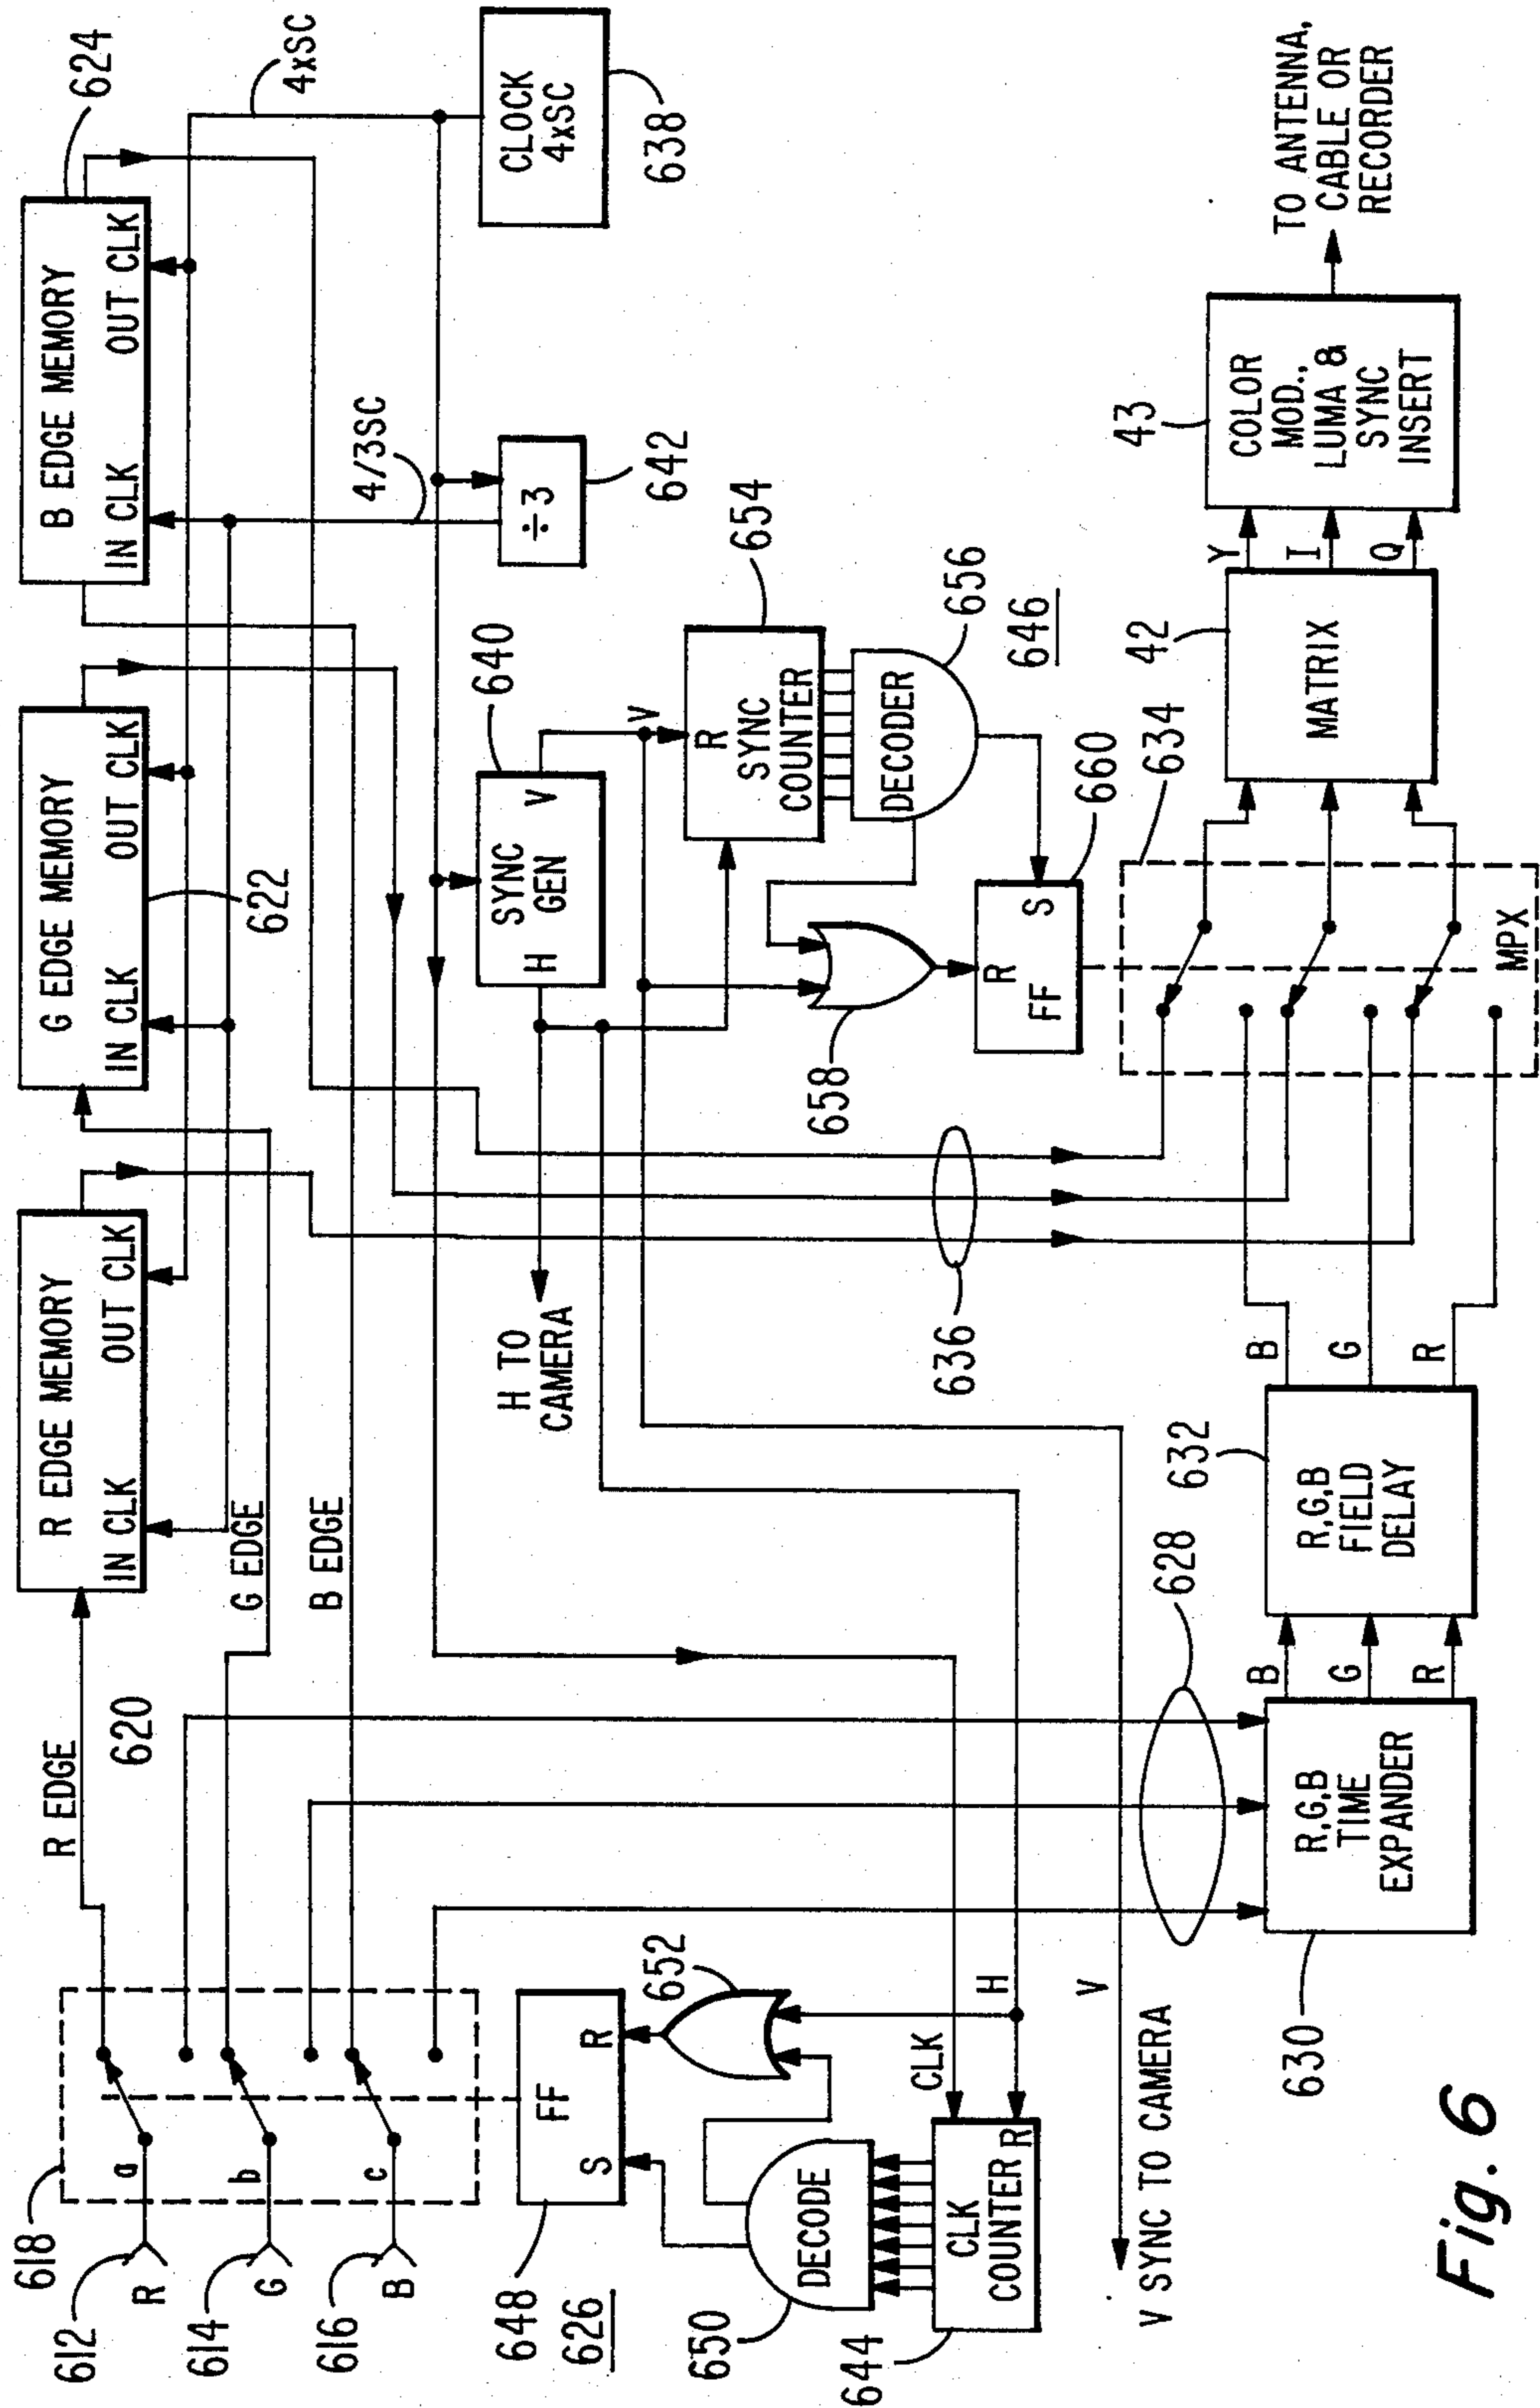 618
612
R
614
G
616
B
a
b
c
R EDGE
620
G EDGE
B EDGE
R EDGE MEMORY
IN CLK
OUT CLK
G EDGE MEMORY
IN CLK
OUT CLK
622
B EDGE MEMORY
IN CLK
OUT CLK
624
4xSC
4/3SC
÷3
642
CLOCK
4xSC
638
SYNC
GEN
H
V
640
V
H TO
CAMERA
R
SYNC
COUNTER
654
DECODER
656
646
658
R
S
FF
660
634
636
648
626
FF
S
R
652
650
DECODE
644
CLK
COUNTER
R
CLK
H
V
V SYNC TO CAMERA
628
630
R,G,B
TIME
EXPANDER
B
G
R
632
R,G,B
FIELD
DELAY
B
G
R
MPX
42
MATRIX
Y
I
Q
43
COLOR
MOD.,
LUMA &
SYNC
INSERT
TO ANTENNA,
CABLE OR
RECORDER
Fig. 6